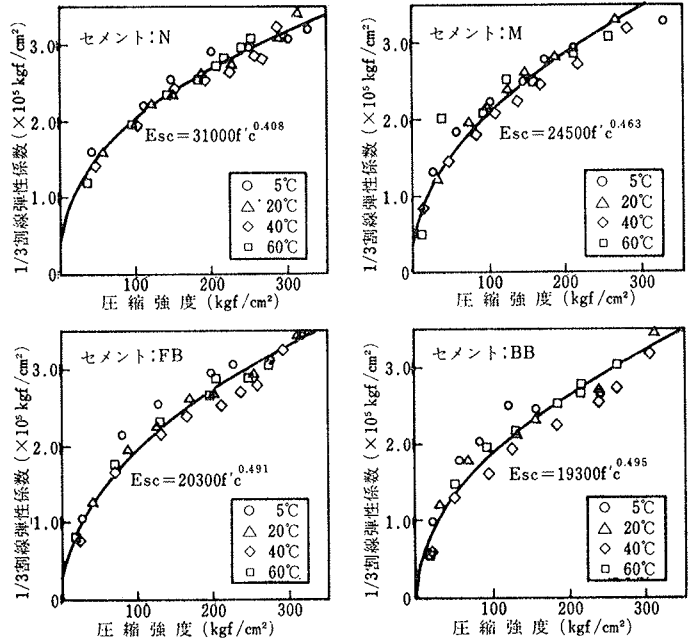 1/3割線弾性係数(×10⁵ kgf/cm²)
セメント:N
3.0
2.0
1.0
0
Esc=31000f'c^0.408
○ 5℃
△ 20℃
◇ 40℃
□ 60℃
100 200 300
圧縮強度(kgf/cm²)
1/3割線弾性係数(×10⁵ kgf/cm²)
セメント:M
3.0
2.0
1.0
0
Esc=24500f'c^0.463
○ 5℃
△ 20℃
◇ 40℃
□ 60℃
100 200 300
圧縮強度(kgf/cm²)
1/3割線弾性係数(×10⁵ kgf/cm²)
セメント:FB
3.0
2.0
1.0
0
Esc=20300f'c^0.491
○ 5℃
△ 20℃
◇ 40℃
□ 60℃
100 200 300
圧縮強度(kgf/cm²)
1/3割線弾性係数(×10⁵ kgf/cm²)
セメント:BB
3.0
2.0
1.0
0
Esc=19300f'c^0.495
○ 5℃
△ 20℃
◇ 40℃
□ 60℃
100 200 300
圧縮強度(kgf/cm²)